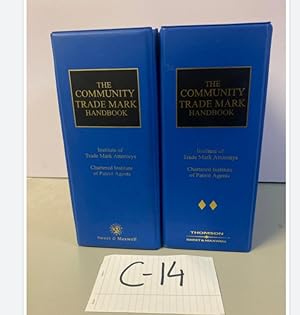 THE
COMMUNITY
TRADE MARK
HANDBOOK
Institute of
Trade Mark Attorneys
Chartered Institute
of Patent Agents
Sweet & Maxwell
THE
COMMUNITY
TRADE MARK
HANDBOOK
Institute of
Trade Mark Attorneys
Chartered Institute
of Patent Agents
THOMSON
SWEET & MAXWELL
C-14